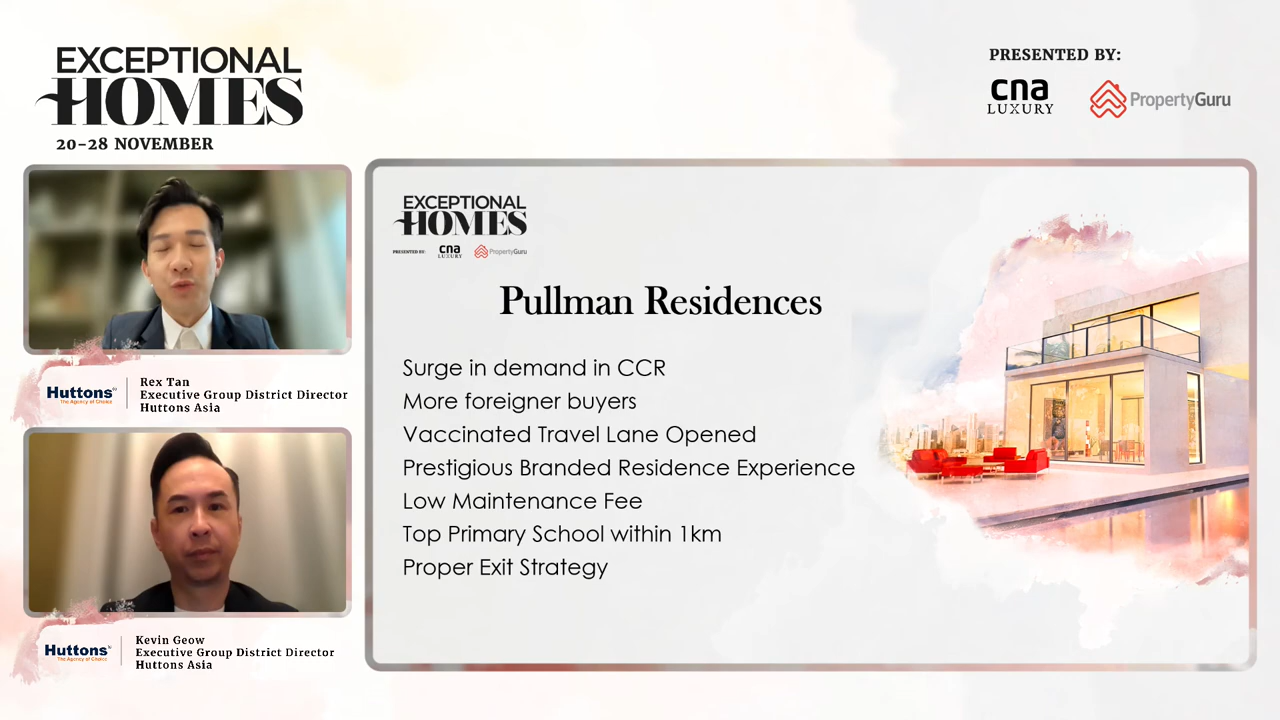 EXCEPTIONAL
HOMES
20–28 NOVEMBER
PRESENTED BY:
cna
LUXURY
PropertyGuru
Huttons
The Agency of Choice
Rex Tan
Executive Group District Director
Huttons Asia
Huttons
The Agency of Choice
Kevin Geow
Executive Group District Director
Huttons Asia
EXCEPTIONAL
HOMES
PRESENTED BY:
cna
LUXURY
PropertyGuru
Pullman Residences
Surge in demand in CCR
More foreigner buyers
Vaccinated Travel Lane Opened
Prestigious Branded Residence Experience
Low Maintenance Fee
Top Primary School within 1km
Proper Exit Strategy